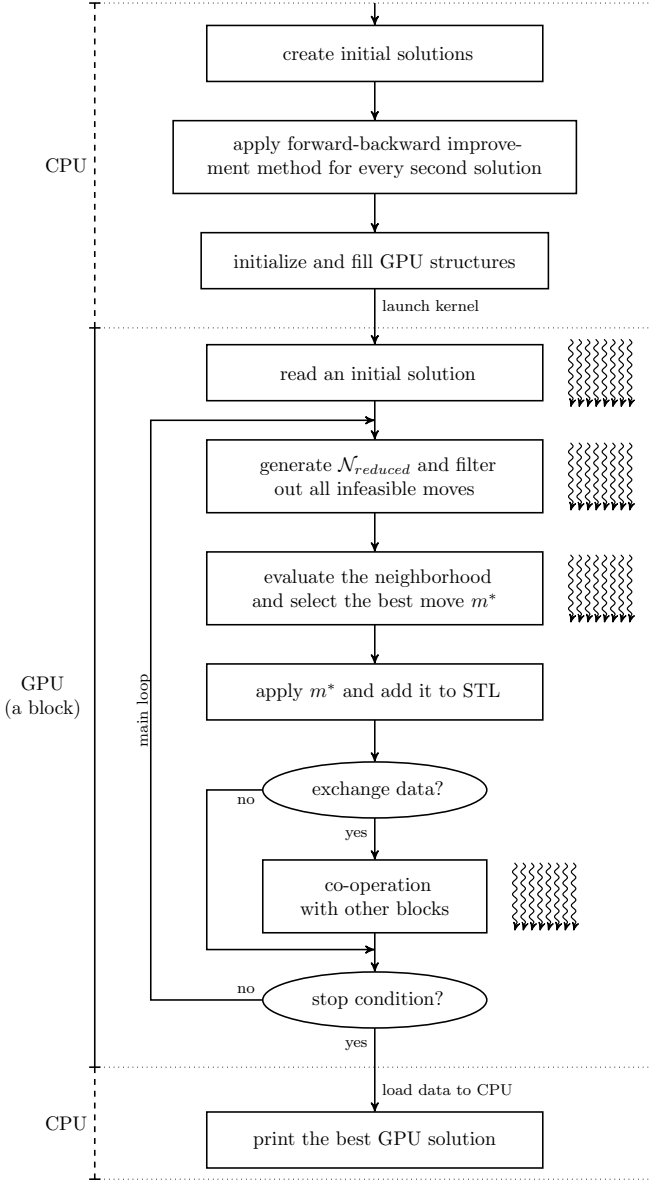 create initial solutions
CPU
apply forward-backward improve-
ment method for every second solution
initialize and fill GPU structures
launch kernel
read an initial solution
generate 𝒩reduced and filter
out all infeasible moves
evaluate the neighborhood
and select the best move m*
GPU
(a block)
main loop
apply m* and add it to STL
exchange data?
no
yes
co-operation
with other blocks
no
stop condition?
yes
load data to CPU
CPU
print the best GPU solution